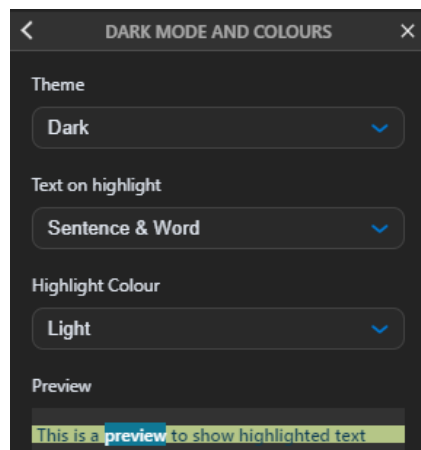 DARK MODE AND COLOURS
Theme
Dark
Text on highlight
Sentence & Word
Highlight Colour
Light
Preview
This is a preview to show highlighted text